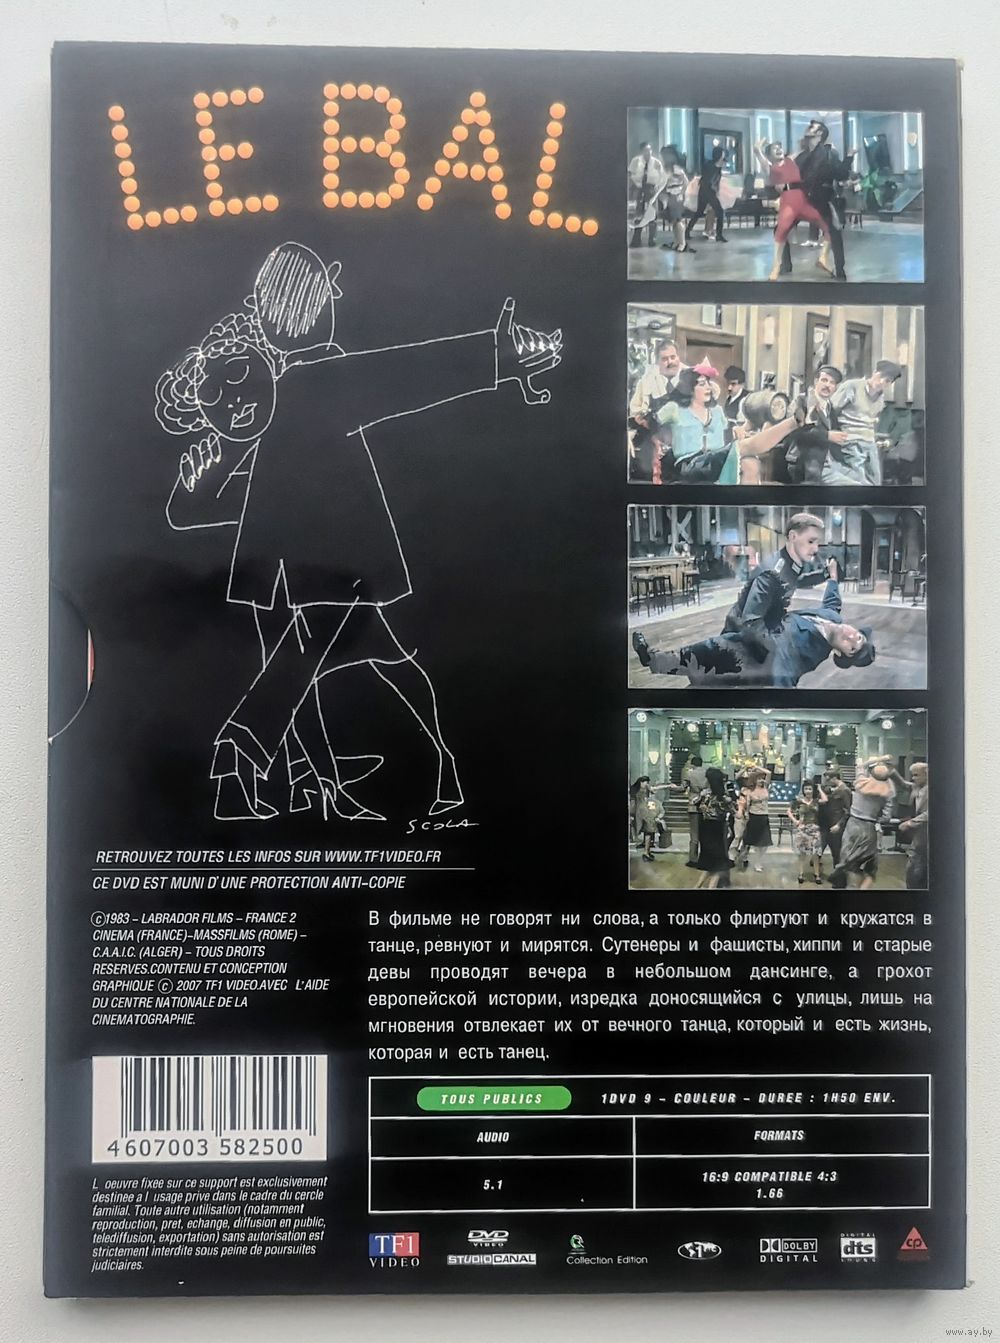 LE BAL
SCOLA
RETROUVEZ TOUTES LES INFOS SUR WWW.TF1VIDEO.FR
CE DVD EST MUNI D'UNE PROTECTION ANTI-COPIE
©1983 – LABRADOR FILMS – FRANCE 2
CINEMA (FRANCE)–MASSFILMS (ROME) –
C.A.A.I.C. (ALGER) – TOUS DROITS
RESERVES.CONTENU ET CONCEPTION
GRAPHIQUE © 2007 TF1 VIDEO.AVEC L'AIDE
DU CENTRE NATIONALE DE LA
CINEMATOGRAPHIE.
В фильме не говорят ни слова, а только флиртуют и кружатся в
танце, ревнуют и мирятся. Сутенеры и фашисты, хиппи и старые
девы проводят вечера в небольшом дансинге, а грохот
европейской истории, изредка доносящийся с улицы, лишь на
мгновения отвлекает их от вечного танца, который и есть жизнь,
которая и есть танец.
4607003 582500
L oeuvre fixee sur ce support est exclusivement
destinee a l usage prive dans le cadre du cercle
familial. Toute autre utilisation (notamment
reproduction, pret, echange, diffusion en public,
telediffusion, exportation) sans autorisation est
strictement interdite sous peine de poursuites
judiciaires.
TOUS PUBLICS
1DVD 9 – COULEUR – DUREE : 1H50 ENV.
AUDIO
FORMATS
5.1
16:9 COMPATIBLE 4:3
1.66
TF1
VIDEO
DVD
VIDEO
STUDIOCANAL
Collection Edition
DOLBY
DIGITAL
DIGITAL
dts
cp
www.ay.by